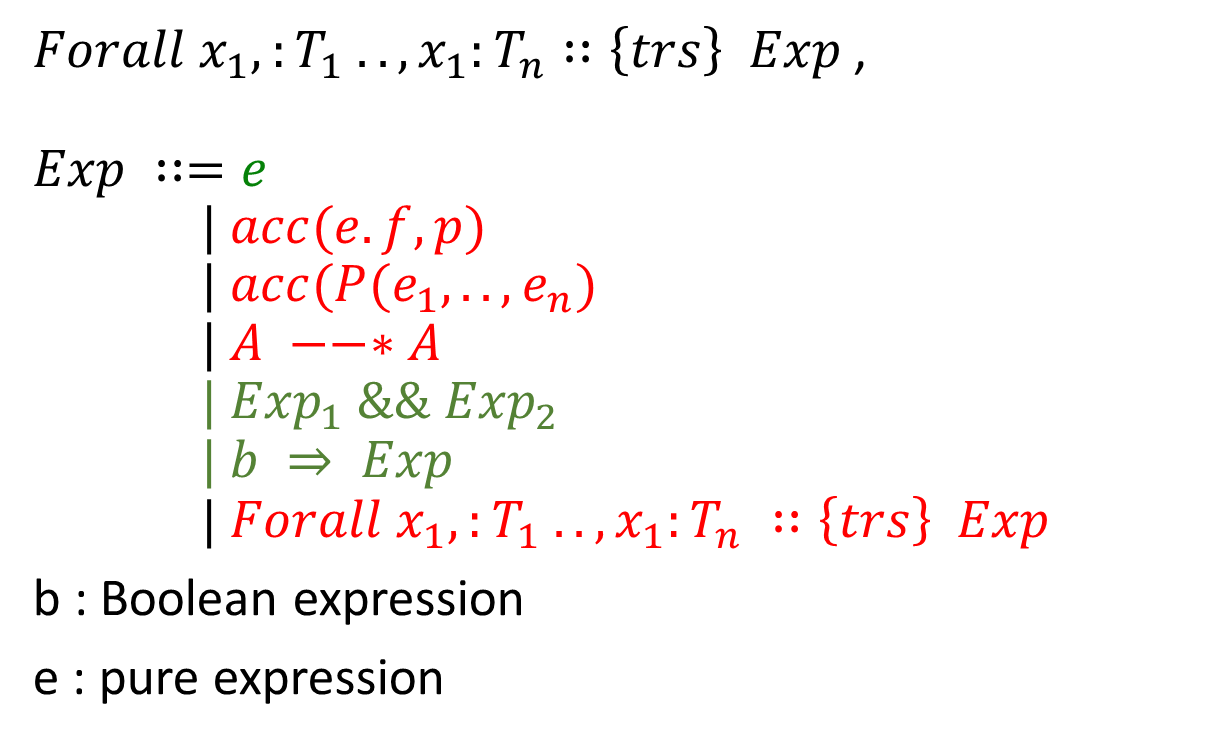 Forall x₁,: T₁ . . , x₁: Tₙ ∷ {trs} Exp ,
Exp ∷= e
| acc(e. f, p)
| acc(P(e₁, . . , eₙ)
| A −−∗ A
| Exp₁ && Exp₂
| b ⇒ Exp
| Forall x₁,: T₁ . . , x₁: Tₙ ∷ {trs} Exp
b : Boolean expression
e : pure expression